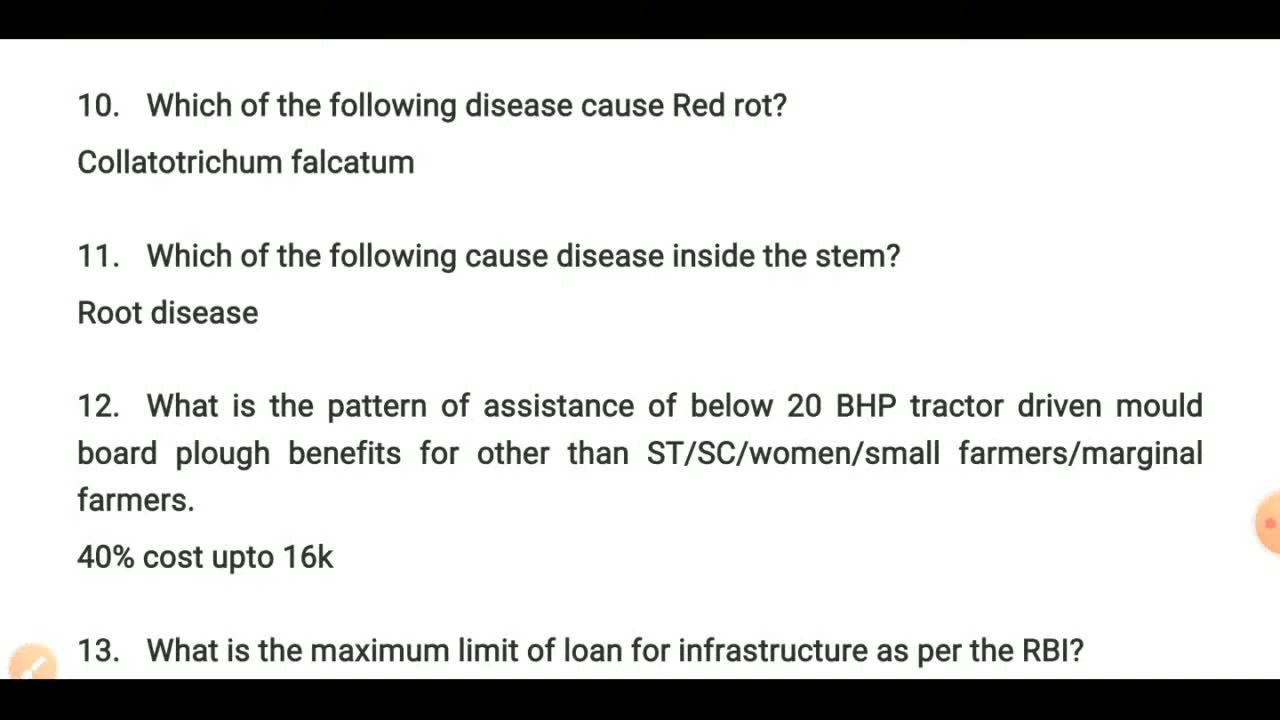 10. Which of the following disease cause Red rot?
Collatotrichum falcatum
11. Which of the following cause disease inside the stem?
Root disease
12. What is the pattern of assistance of below 20 BHP tractor driven mould
board plough benefits for other than ST/SC/women/small farmers/marginal
farmers.
40% cost upto 16k
13. What is the maximum limit of loan for infrastructure as per the RBI?